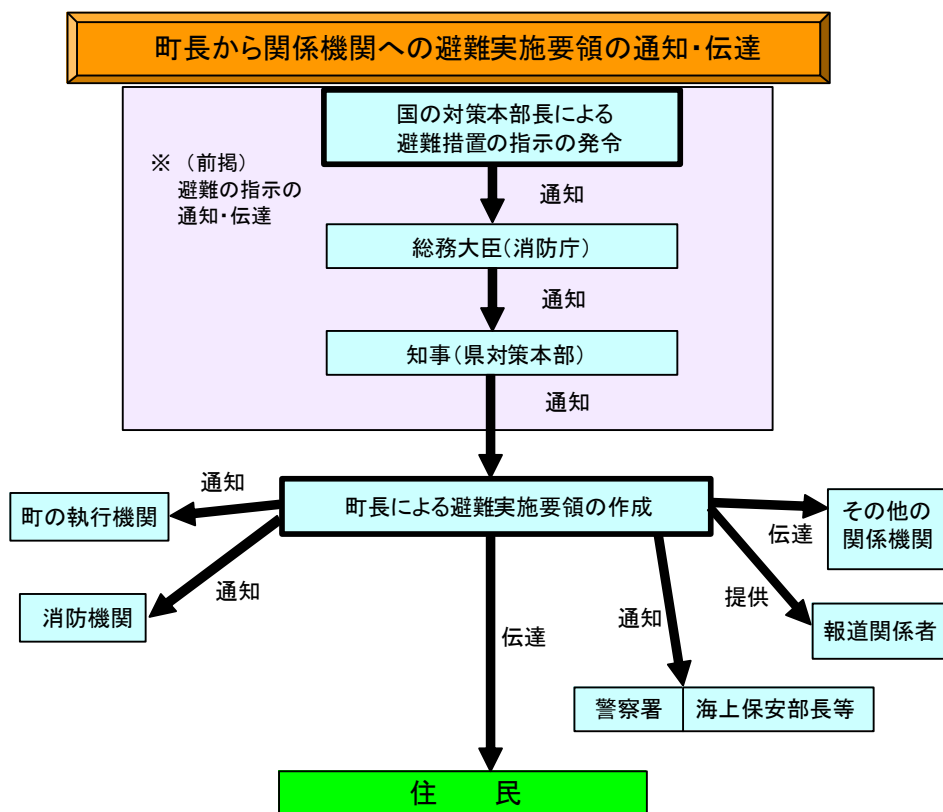 町長から関係機関への避難実施要領の通知・伝達
国の対策本部長による
避難措置の指示の発令
※ （前掲）
避難の指示の
通知・伝達
通知
総務大臣(消防庁)
通知
知事(県対策本部)
通知
町長による避難実施要領の作成
通知
町の執行機関
通知
消防機関
伝達
その他の
関係機関
提供
報道関係者
通知
警察署
海上保安部長等
伝達
住　民